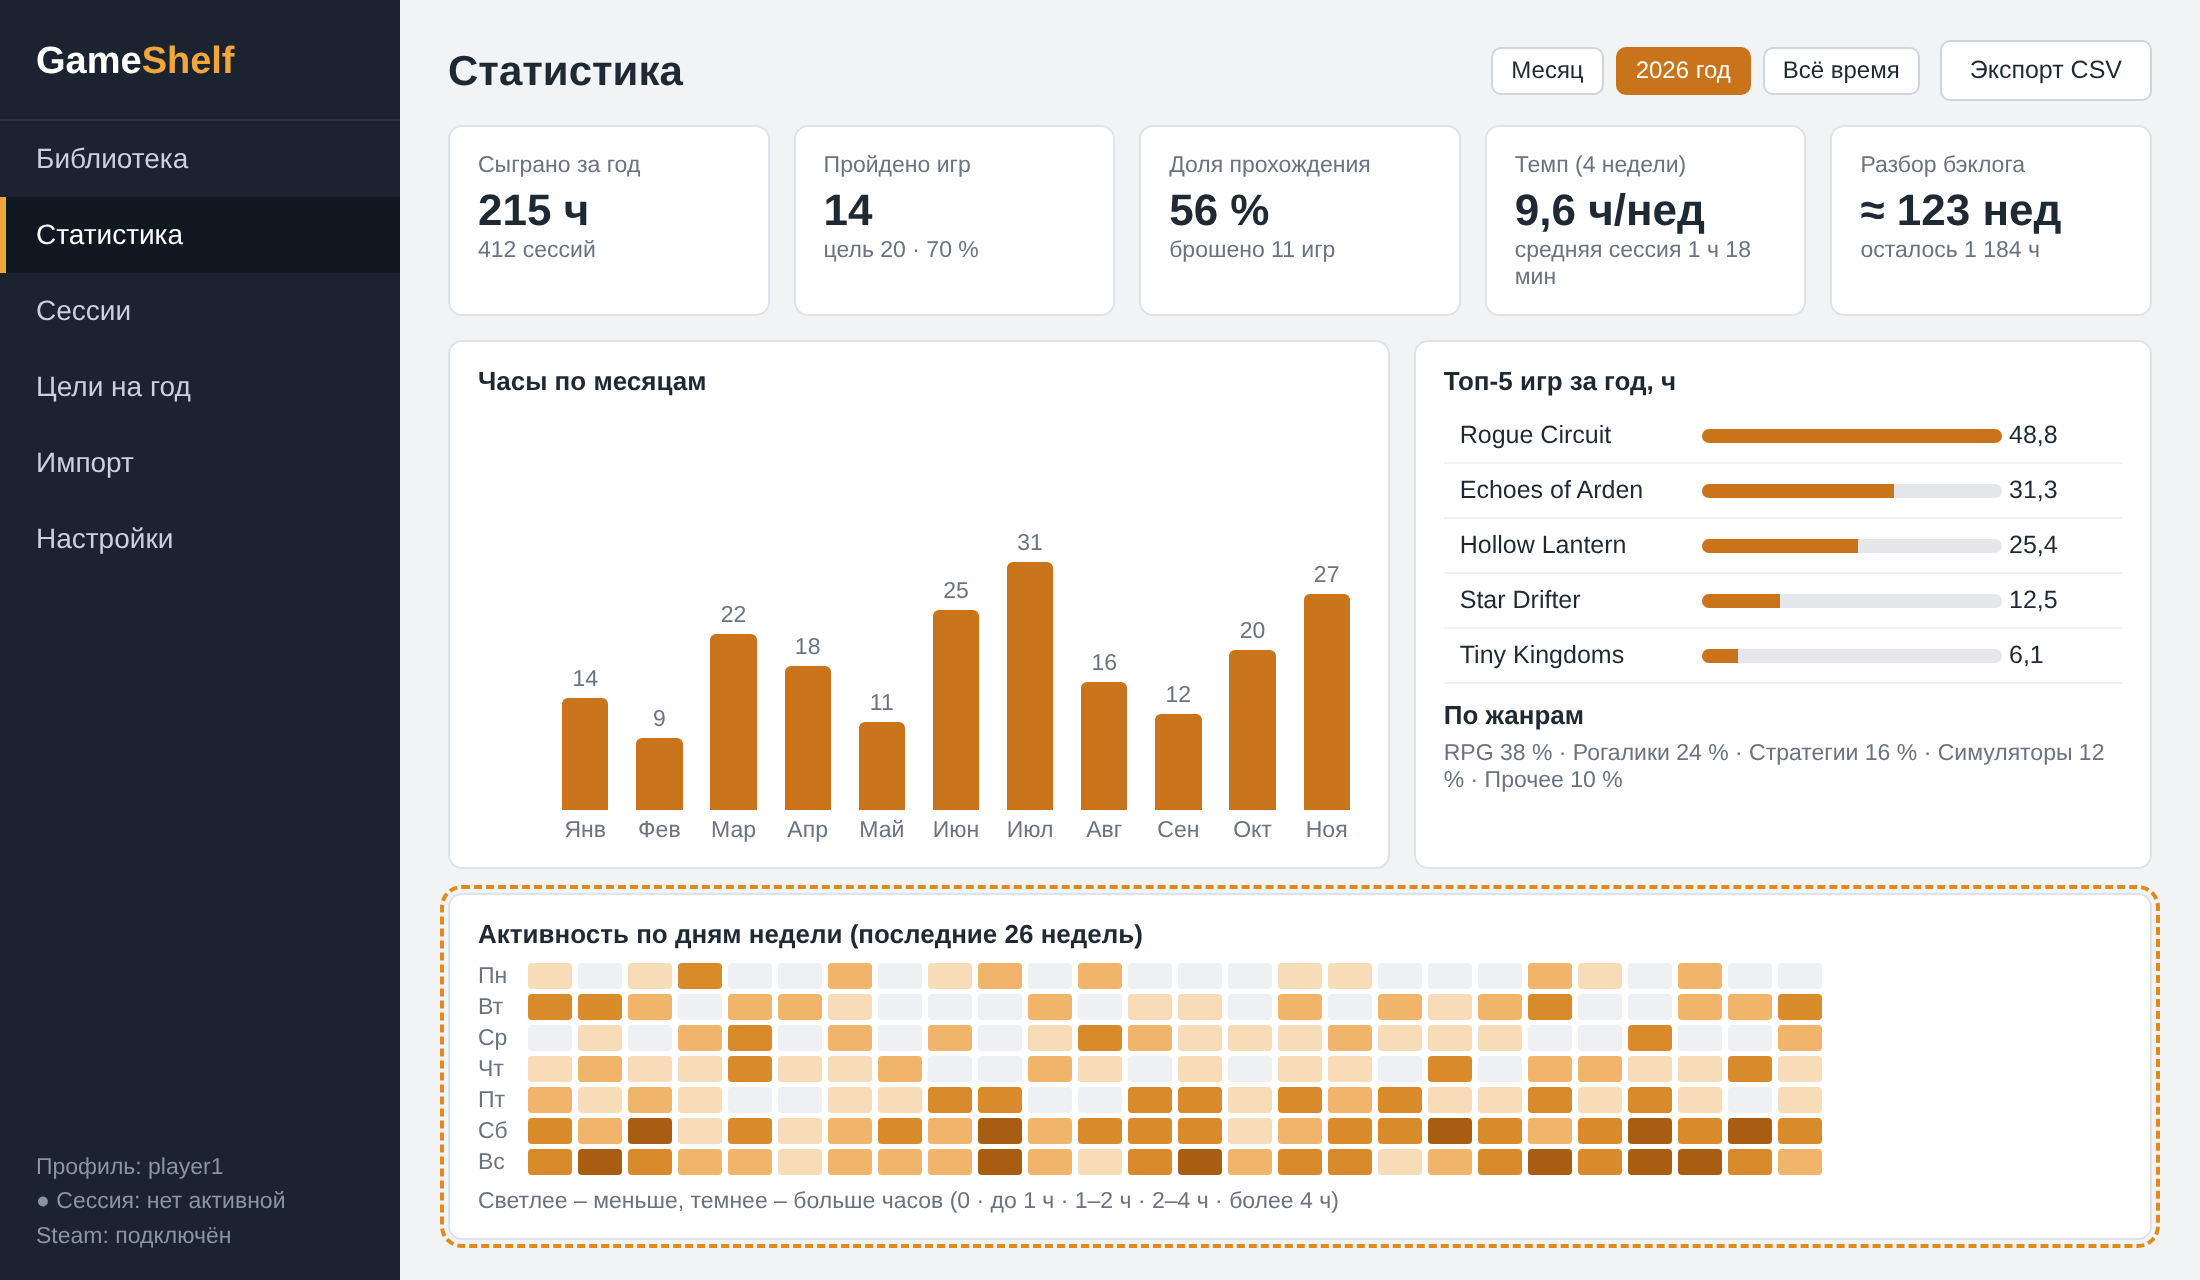 GameShelf
Библиотека
Статистика
Сессии
Цели на год
Импорт
Настройки
Профиль: player1
● Сессия: нет активной
Steam: подключён
Статистика
Месяц
2026 год
Всё время
Экспорт CSV
Сыграно за год
215 ч
412 сессий
Пройдено игр
14
цель 20 · 70 %
Доля прохождения
56 %
брошено 11 игр
Темп (4 недели)
9,6 ч/нед
средняя сессия 1 ч 18
мин
Разбор бэклога
≈ 123 нед
осталось 1 184 ч
Часы по месяцам
14
9
22
18
11
25
31
16
12
20
27
Янв
Фев
Мар
Апр
Май
Июн
Июл
Авг
Сен
Окт
Ноя
Топ-5 игр за год, ч
Rogue Circuit 48,8
Echoes of Arden 31,3
Hollow Lantern 25,4
Star Drifter 12,5
Tiny Kingdoms 6,1
По жанрам
RPG 38 % · Рогалики 24 % · Стратегии 16 % · Симуляторы 12
% · Прочее 10 %
Активность по дням недели (последние 26 недель)
Пн
Вт
Ср
Чт
Пт
Сб
Вс
Светлее – меньше, темнее – больше часов (0 · до 1 ч · 1–2 ч · 2–4 ч · более 4 ч)